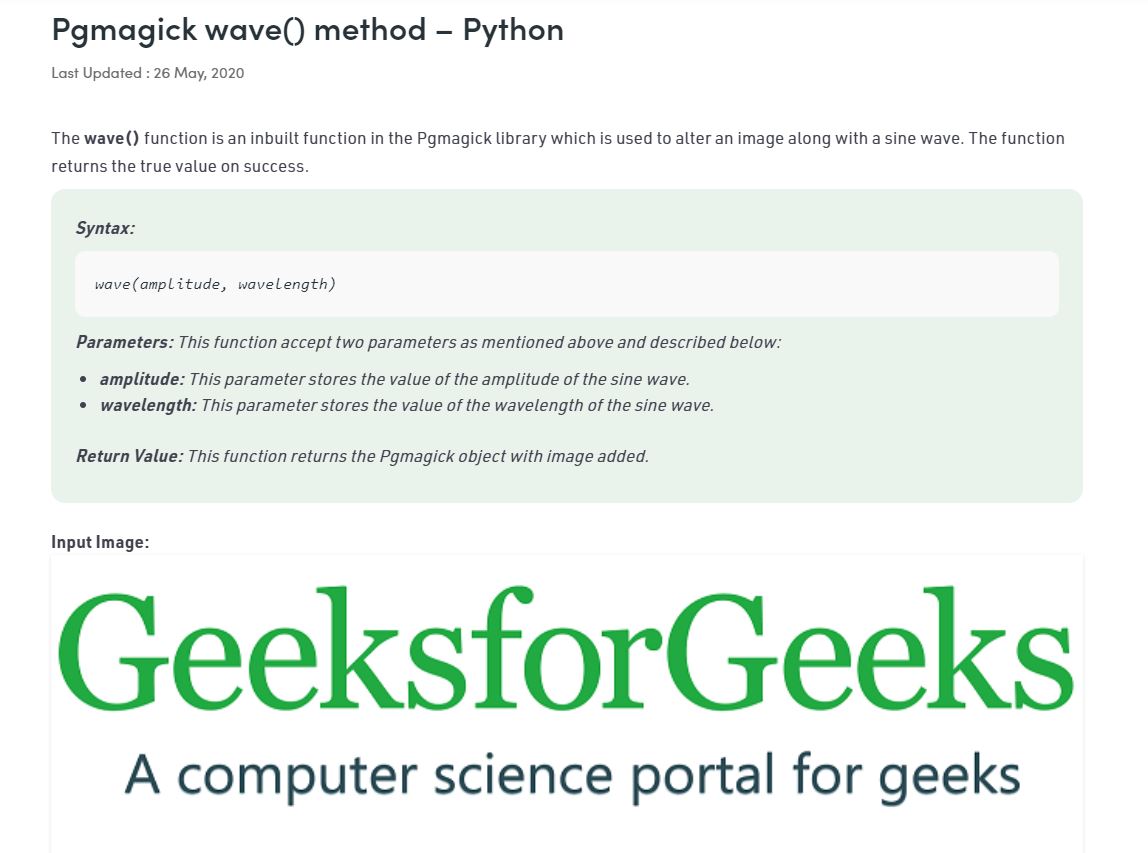 Pgmagick wave() method – Python
Last Updated : 26 May, 2020
The wave() function is an inbuilt function in the Pgmagick library which is used to alter an image along with a sine wave. The function
returns the true value on success.
Syntax:
wave(amplitude, wavelength)
Parameters: This function accept two parameters as mentioned above and described below:
• amplitude: This parameter stores the value of the amplitude of the sine wave.
• wavelength: This parameter stores the value of the wavelength of the sine wave.
Return Value: This function returns the Pgmagick object with image added.
Input Image:
GeeksforGeeks
A computer science portal for geeks